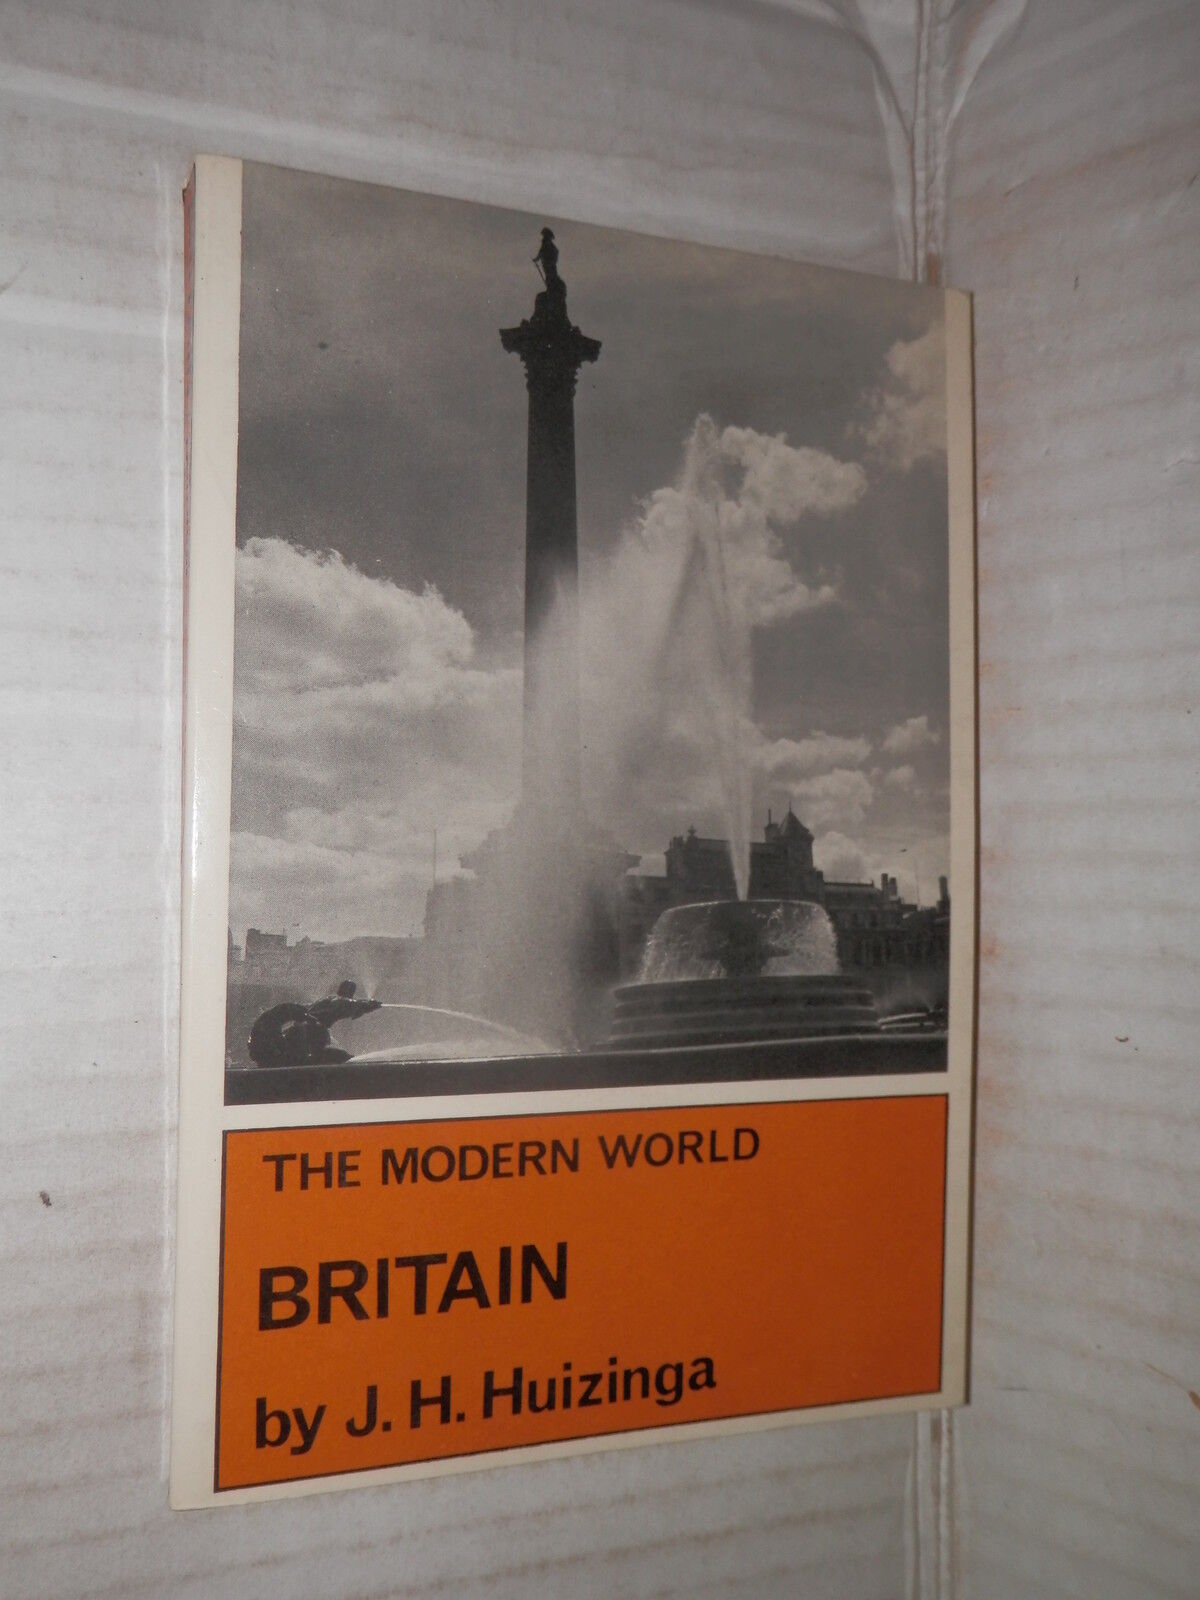 THE MODERN WORLD
BRITAIN
by J. H. Huizinga